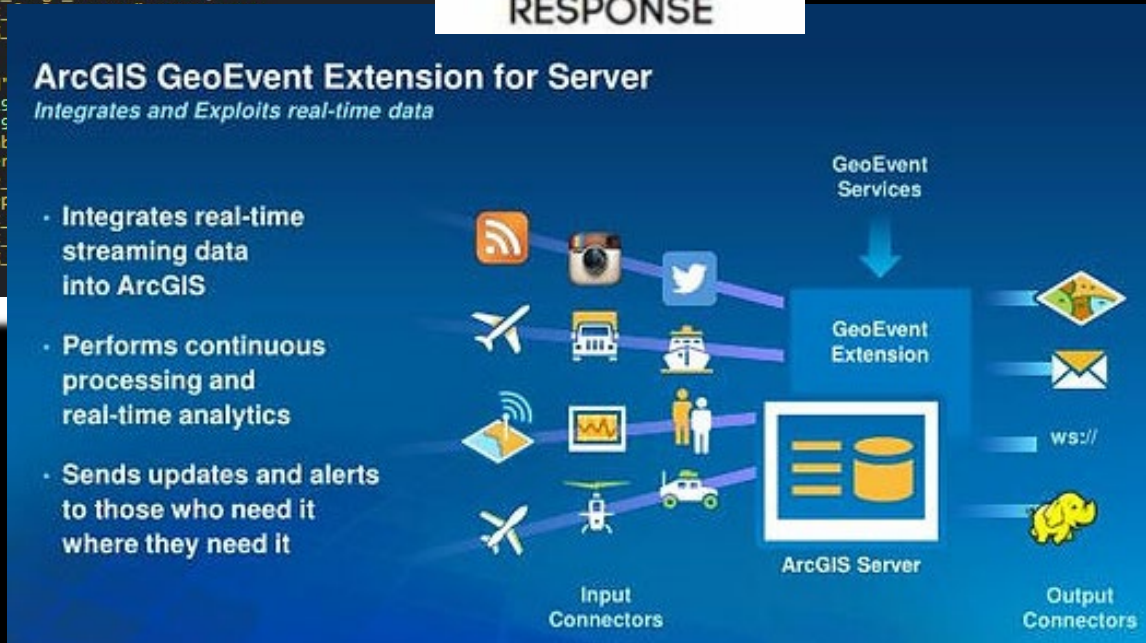 RESPONSE
ArcGIS GeoEvent Extension for Server
Integrates and Exploits real-time data
· Integrates real-time
streaming data
into ArcGIS
· Performs continuous
processing and
real-time analytics
· Sends updates and alerts
to those who need it
where they need it
GeoEvent
Services
GeoEvent
Extension
ws://
ArcGIS Server
Input
Connectors
Output
Connectors